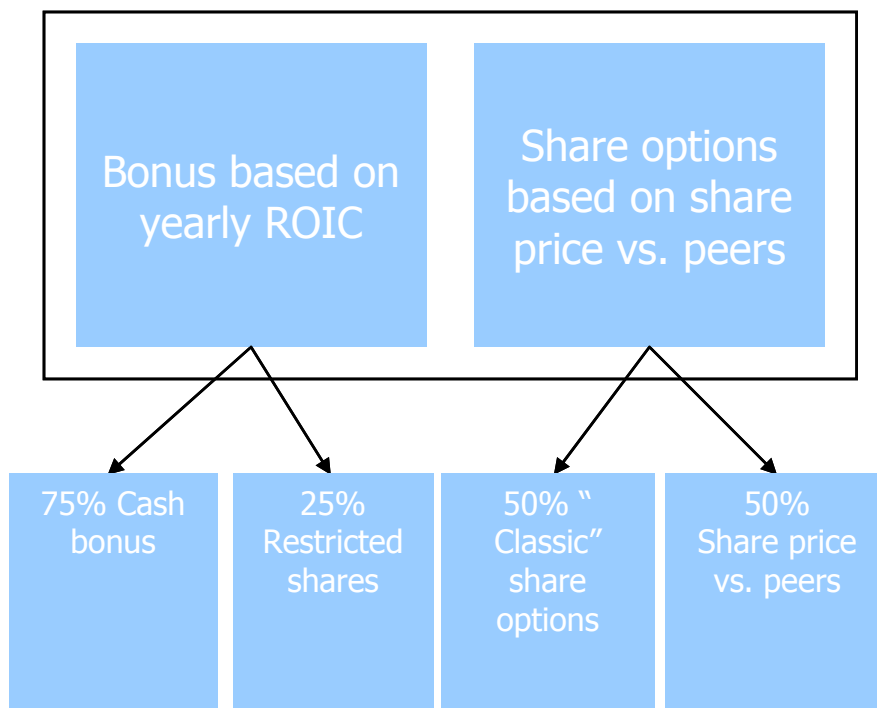 Bonus based on
yearly ROIC
Share options
based on share
price vs. peers
75% Cash
bonus
25%
Restricted
shares
50% “
Classic”
share
options
50%
Share price
vs. peers